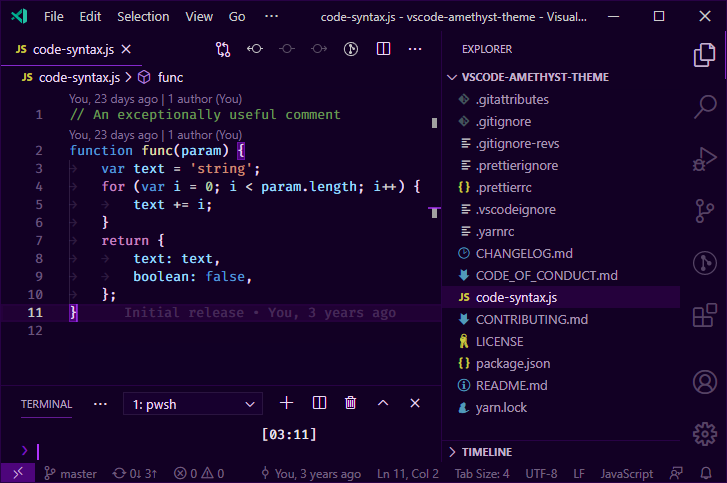 File Edit Selection View Go ··· code-syntax.js - vscode-amethyst-theme - Visual...
JS code-syntax.js ···
JS code-syntax.js > func
You, 23 days ago | 1 author (You)
1 // An exceptionally useful comment
You, 23 days ago | 1 author (You)
2 function func(param) {
3 var text = 'string';
4 for (var i = 0; i < param.length; i++) {
5 text += i;
6 }
7 return {
8 text: text,
9 boolean: false,
10 };
11 } Initial release • You, 3 years ago
12
TERMINAL ··· 1: pwsh
[03:11]
❯
EXPLORER
VSCODE-AMETHYST-THEME
.gitattributes
.gitignore
.gitignore-revs
.prettierignore
{ } .prettierrc
.vscodeignore
.yarnrc
CHANGELOG.md
CODE_OF_CONDUCT.md
JS code-syntax.js
CONTRIBUTING.md
LICENSE
{ } package.json
README.md
yarn.lock
TIMELINE
master 0↓ 3↑ 0 0 You, 3 years ago Ln 11, Col 2 Tab Size: 4 UTF-8 LF JavaScript